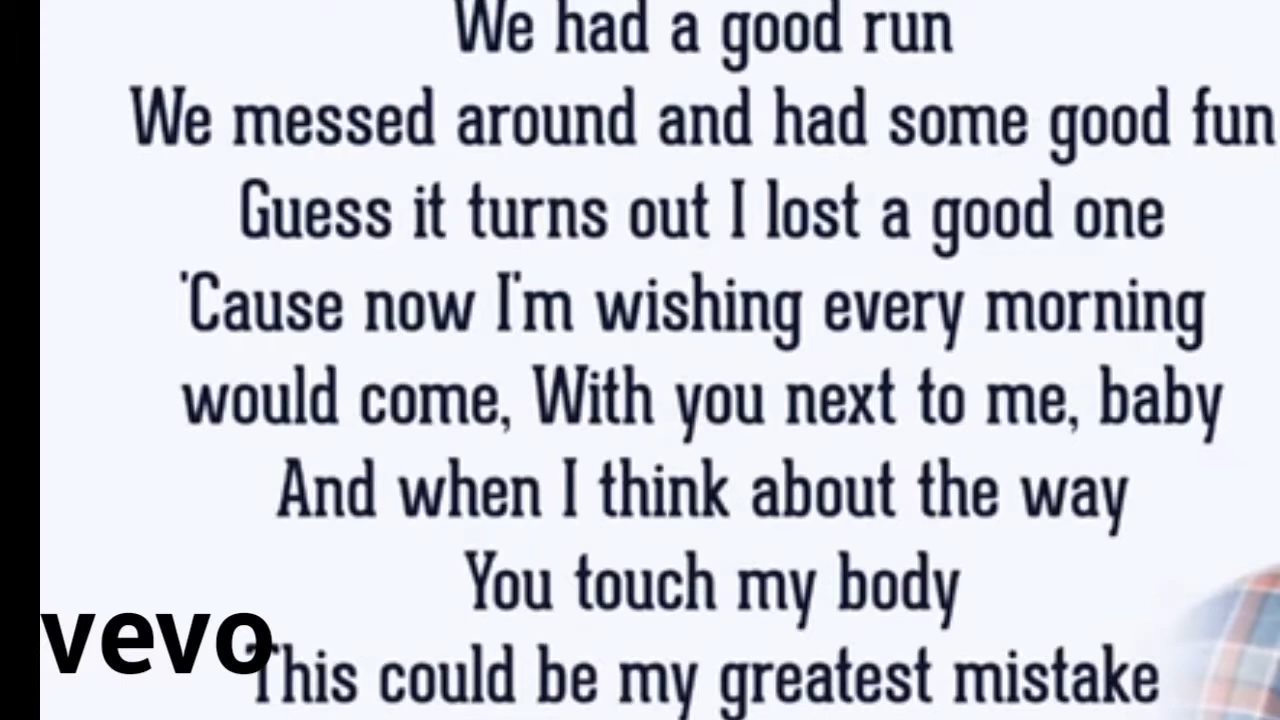 We had a good run
We messed around and had some good fun
Guess it turns out I lost a good one
'Cause now I'm wishing every morning
would come, With you next to me, baby
And when I think about the way
You touch my body
This could be my greatest mistake
vevo